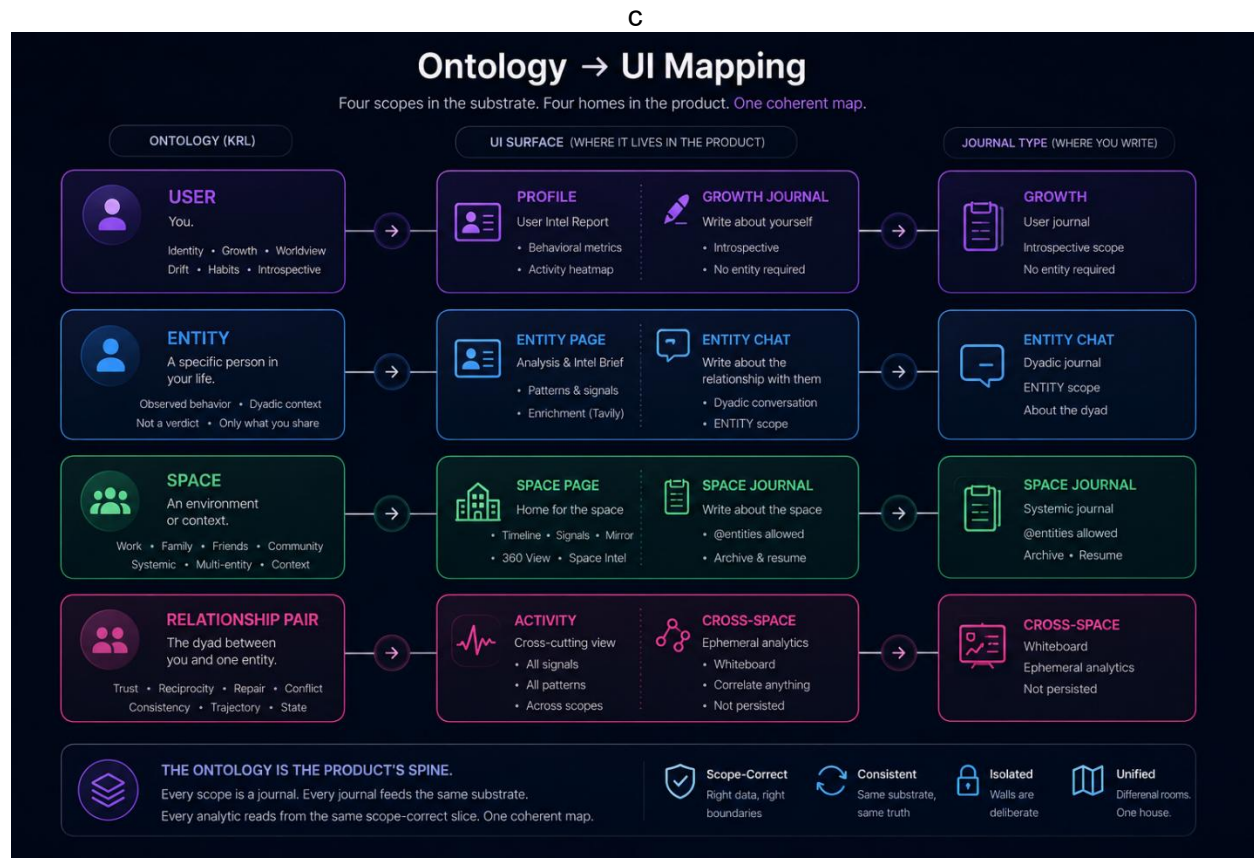 c
Ontology → UI Mapping
Four scopes in the substrate. Four homes in the product. One coherent map.
ONTOLOGY (KRL)
UI SURFACE (WHERE IT LIVES IN THE PRODUCT)
JOURNAL TYPE (WHERE YOU WRITE)
USER
You.
Identity • Growth • Worldview
Drift • Habits • Introspective
PROFILE
User Intel Report
• Behavioral metrics
• Activity heatmap
GROWTH JOURNAL
Write about yourself
• Introspective
• No entity required
GROWTH
User journal
Introspective scope
No entity required
ENTITY
A specific person in
your life.
Observed behavior • Dyadic context
Not a verdict • Only what you share
ENTITY PAGE
Analysis & Intel Brief
• Patterns & signals
• Enrichment (Tavily)
ENTITY CHAT
Write about the
relationship with them
• Dyadic conversation
• ENTITY scope
ENTITY CHAT
Dyadic journal
ENTITY scope
About the dyad
SPACE
An environment
or context.
Work • Family • Friends • Community
Systemic • Multi-entity • Context
SPACE PAGE
Home for the space
• Timeline • Signals • Mirror
• 360 View • Space Intel
SPACE JOURNAL
Write about the space
• @entities allowed
• Archive & resume
SPACE JOURNAL
Systemic journal
@entities allowed
Archive • Resume
RELATIONSHIP PAIR
The dyad between
you and one entity.
Trust • Reciprocity • Repair • Conflict
Consistency • Trajectory • State
ACTIVITY
Cross-cutting view
• All signals
• All patterns
• Across scopes
CROSS-SPACE
Ephemeral analytics
• Whiteboard
• Correlate anything
• Not persisted
CROSS-SPACE
Whiteboard
Ephemeral analytics
Not persisted
THE ONTOLOGY IS THE PRODUCT'S SPINE.
Every scope is a journal. Every journal feeds the same substrate.
Every analytic reads from the same scope-correct slice. One coherent map.
Scope-Correct
Right data, right
boundaries
Consistent
Same substrate,
same truth
Isolated
Walls are
deliberate
Unified
Differenal rooms.
One house.